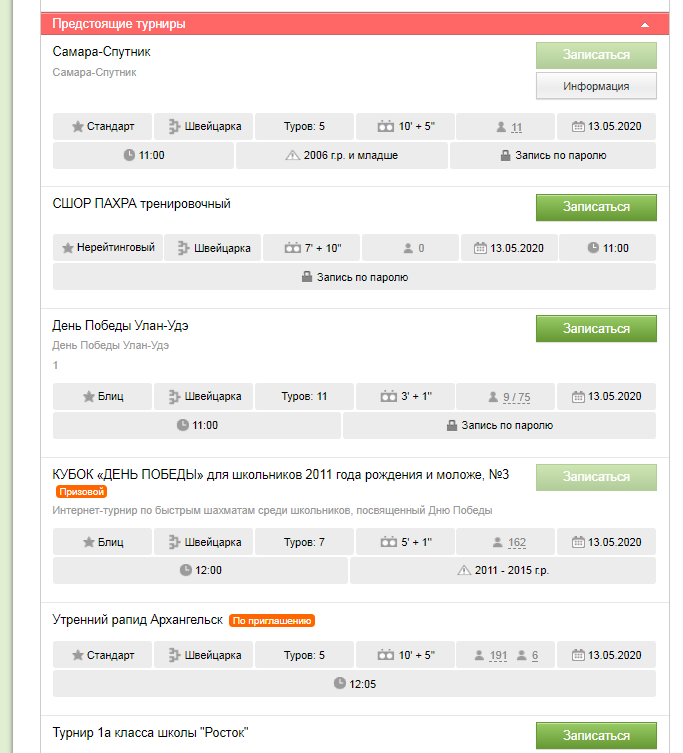 Предстоящие турниры
Самара-Спутник
Записаться
Самара-Спутник
Информация
Стандарт Швейцарка Туров: 5 10' + 5'' 11 13.05.2020
11:00 2006 г.р. и младше Запись по паролю
СШОР ПАХРА тренировочный
Записаться
Нерейтинговый Швейцарка 7' + 10'' 0 13.05.2020 11:00
Запись по паролю
День Победы Улан-Удэ
Записаться
День Победы Улан-Удэ
1
Блиц Швейцарка Туров: 11 3' + 1'' 9 / 75 13.05.2020
11:00 Запись по паролю
КУБОК «ДЕНЬ ПОБЕДЫ» для школьников 2011 года рождения и моложе, №3
Записаться
Призовой
Интернет-турнир по быстрым шахматам среди школьников, посвященный Дню Победы
Блиц Швейцарка Туров: 7 5' + 1'' 162 13.05.2020
12:00 2011 - 2015 г.р.
Утренний рапид Архангельск По приглашению
Стандарт Швейцарка Туров: 5 10' + 5'' 191 6 13.05.2020
12:05
Турнир 1а класса школы "Росток"
Записаться